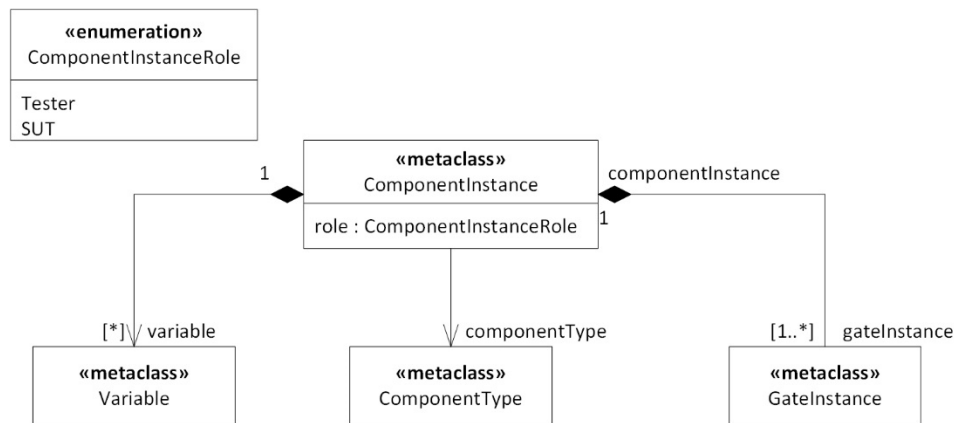 «enumeration»
ComponentInstanceRole
Tester
SUT
«metaclass»
ComponentInstance
role : ComponentInstanceRole
1
componentInstance
1
[*] variable
componentType
[1..*] gateInstance
«metaclass»
Variable
«metaclass»
ComponentType
«metaclass»
GateInstance